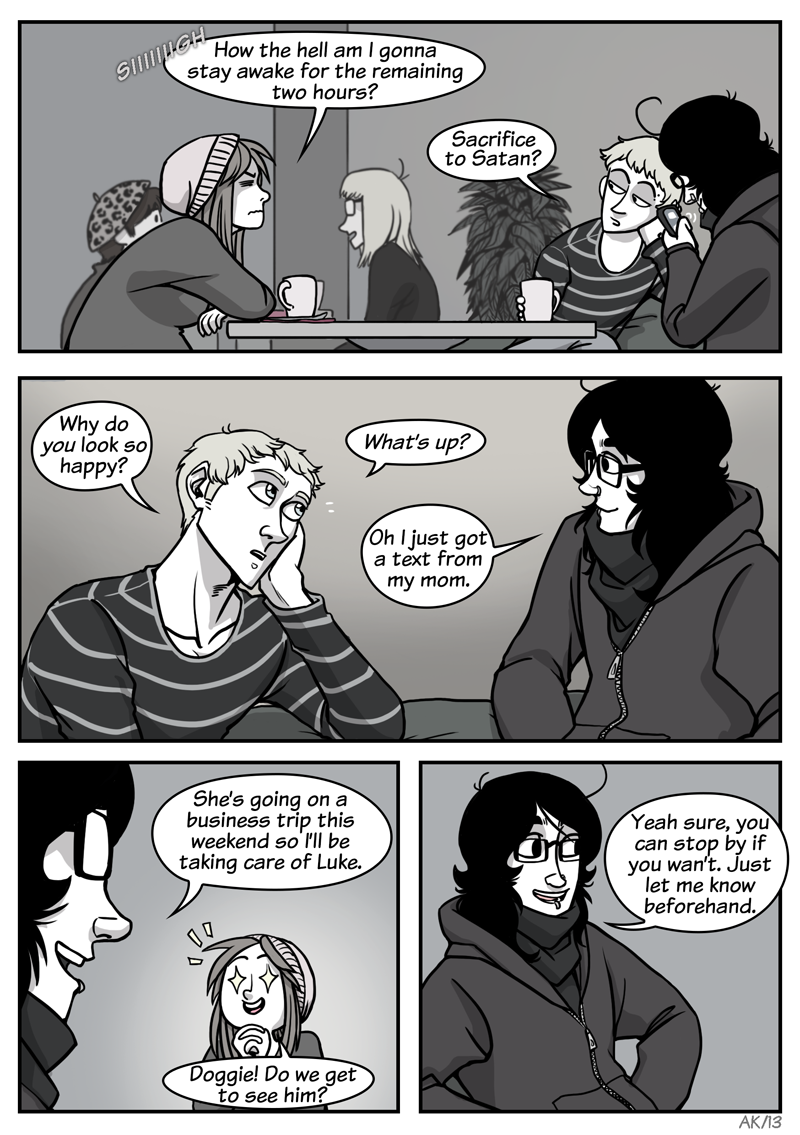 SIIIIIIGH
How the hell am I gonna
stay awake for the remaining
two hours?
Sacrifice
to Satan?
Why do
you look so
happy?
What's up?
Oh I just got
a text from
my mom.
She's going on a
business trip this
weekend so I'll be
taking care of Luke.
Doggie! Do we get
to see him?
Yeah sure, you
can stop by if
you wan't. Just
let me know
beforehand.
AK/13